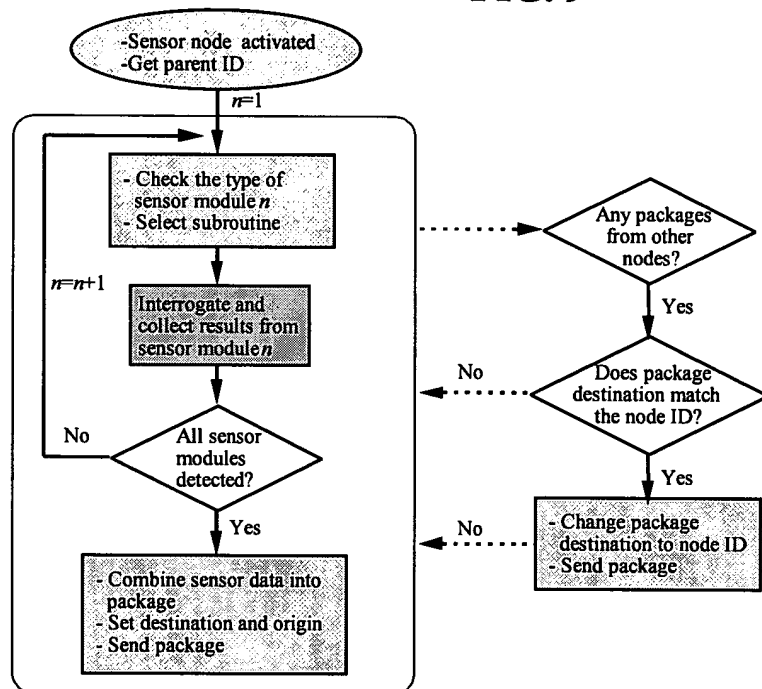 -Sensor node activated
-Get parent ID
n=1
- Check the type of
sensor module n
- Select subroutine
n=n+1
Interrogate and
collect results from
sensor module n
No
All sensor
modules
detected?
Yes
- Combine sensor data into
package
- Set destination and origin
- Send package
Any packages
from other
nodes?
Yes
No
Does package
destination match
the node ID?
Yes
No
- Change package
destination to node ID
- Send package